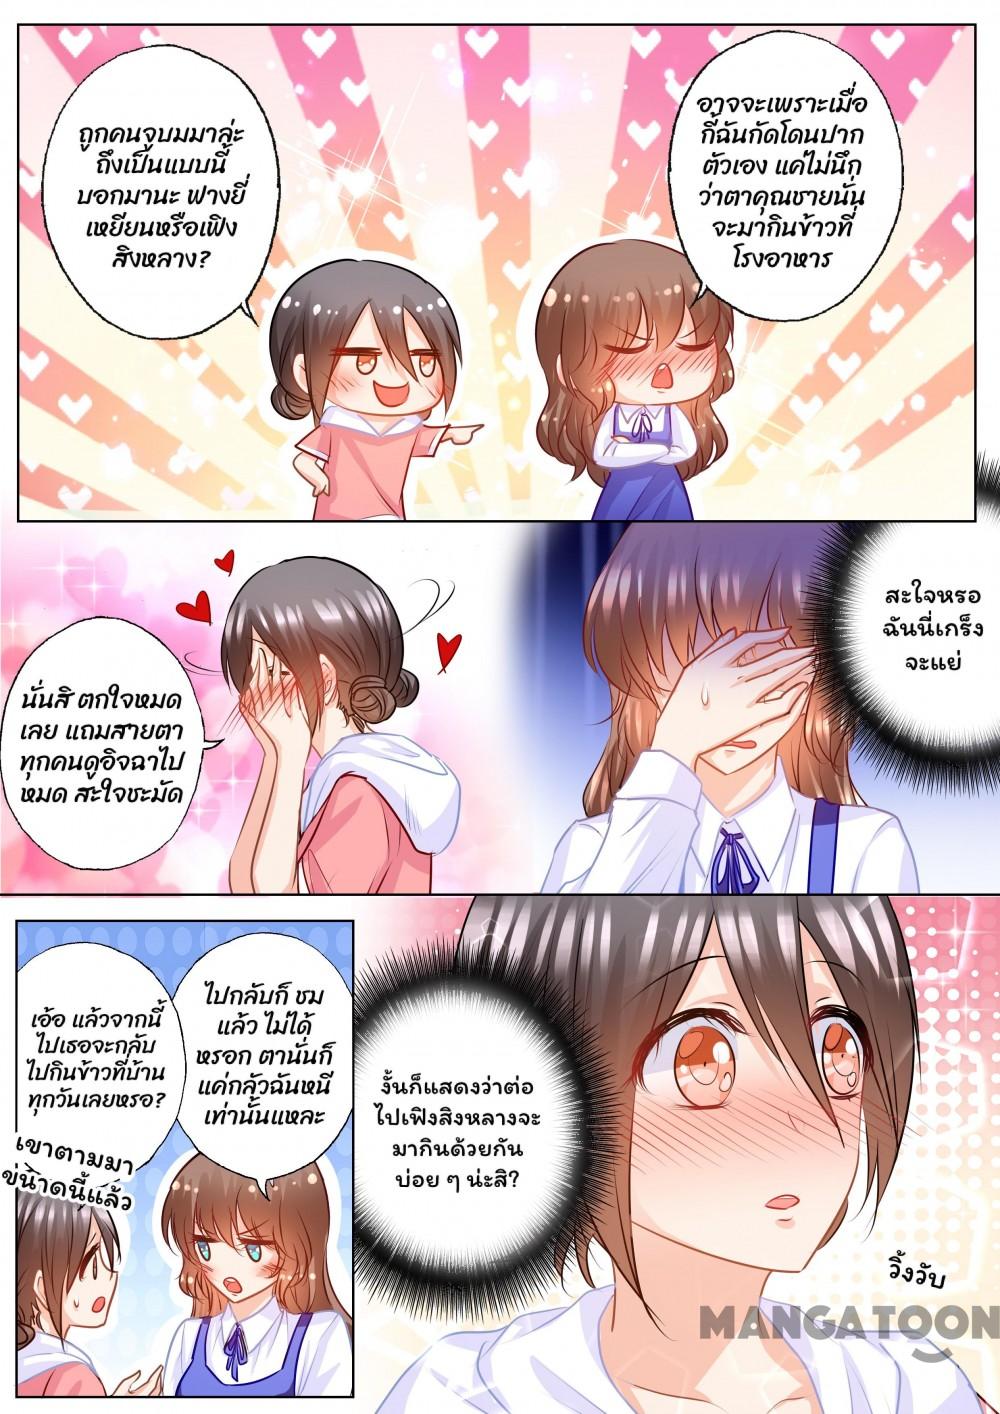 ถูกคนจูบมมาล่ะ
ถึงเป็นแบบนี้
บอกมานะ ฟางยี่
เหยียนหรือเฟิง
สิงหลาง?
อาจจะเพราะเมื่อ
กี้ฉันกัดโดนปาก
ตัวเอง แค่ไม่นึก
ว่าตาคุณชายนั่น
จะมากินข้าวที่
โรงอาหาร
นั่นสิ ตกใจหมด
เลย แถมสายตา
ทุกคนดูอิจฉาไป
หมด สะใจชะมัด
สะใจหรอ
ฉันนี่เกร็ง
จะแย่
เอ้อ แล้วจากนี้
ไปเธอจะกลับ
ไปกินข้าวที่บ้าน
ทุกวันเลยหรอ?
เขาตามมา
ขนาดนี้แล้ว
ไปกลับก็ ชม
แล้ว ไม่ได้
หรอก ตานั่นก็
แค่กลัวฉันหนี
เท่านั้นแหละ
งั้นก็แสดงว่าต่อ
ไปเฟิงสิงหลางจะ
มากินด้วยกัน
บ่อย ๆ น่ะสิ?
วิ้งวับ
MANGATOON